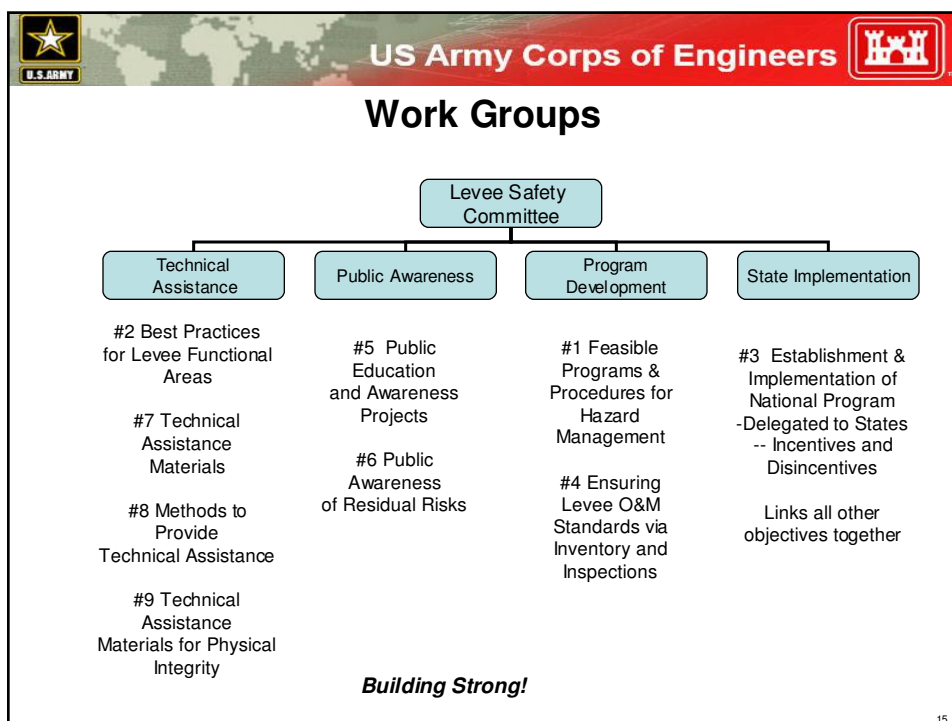 U.S.ARMY
US Army Corps of Engineers
Work Groups
Levee Safety
Committee
Technical
Assistance
Public Awareness
Program
Development
State Implementation
#2 Best Practices
for Levee Functional
Areas
#7 Technical
Assistance
Materials
#8 Methods to
Provide
Technical Assistance
#9 Technical
Assistance
Materials for Physical
Integrity
#5 Public
Education
and Awareness
Projects
#6 Public
Awareness
of Residual Risks
#1 Feasible
Programs &
Procedures for
Hazard
Management
#4 Ensuring
Levee O&M
Standards via
Inventory and
Inspections
#3 Establishment &
Implementation of
National Program
-Delegated to States
-- Incentives and
Disincentives
Links all other
objectives together
Building Strong!
15